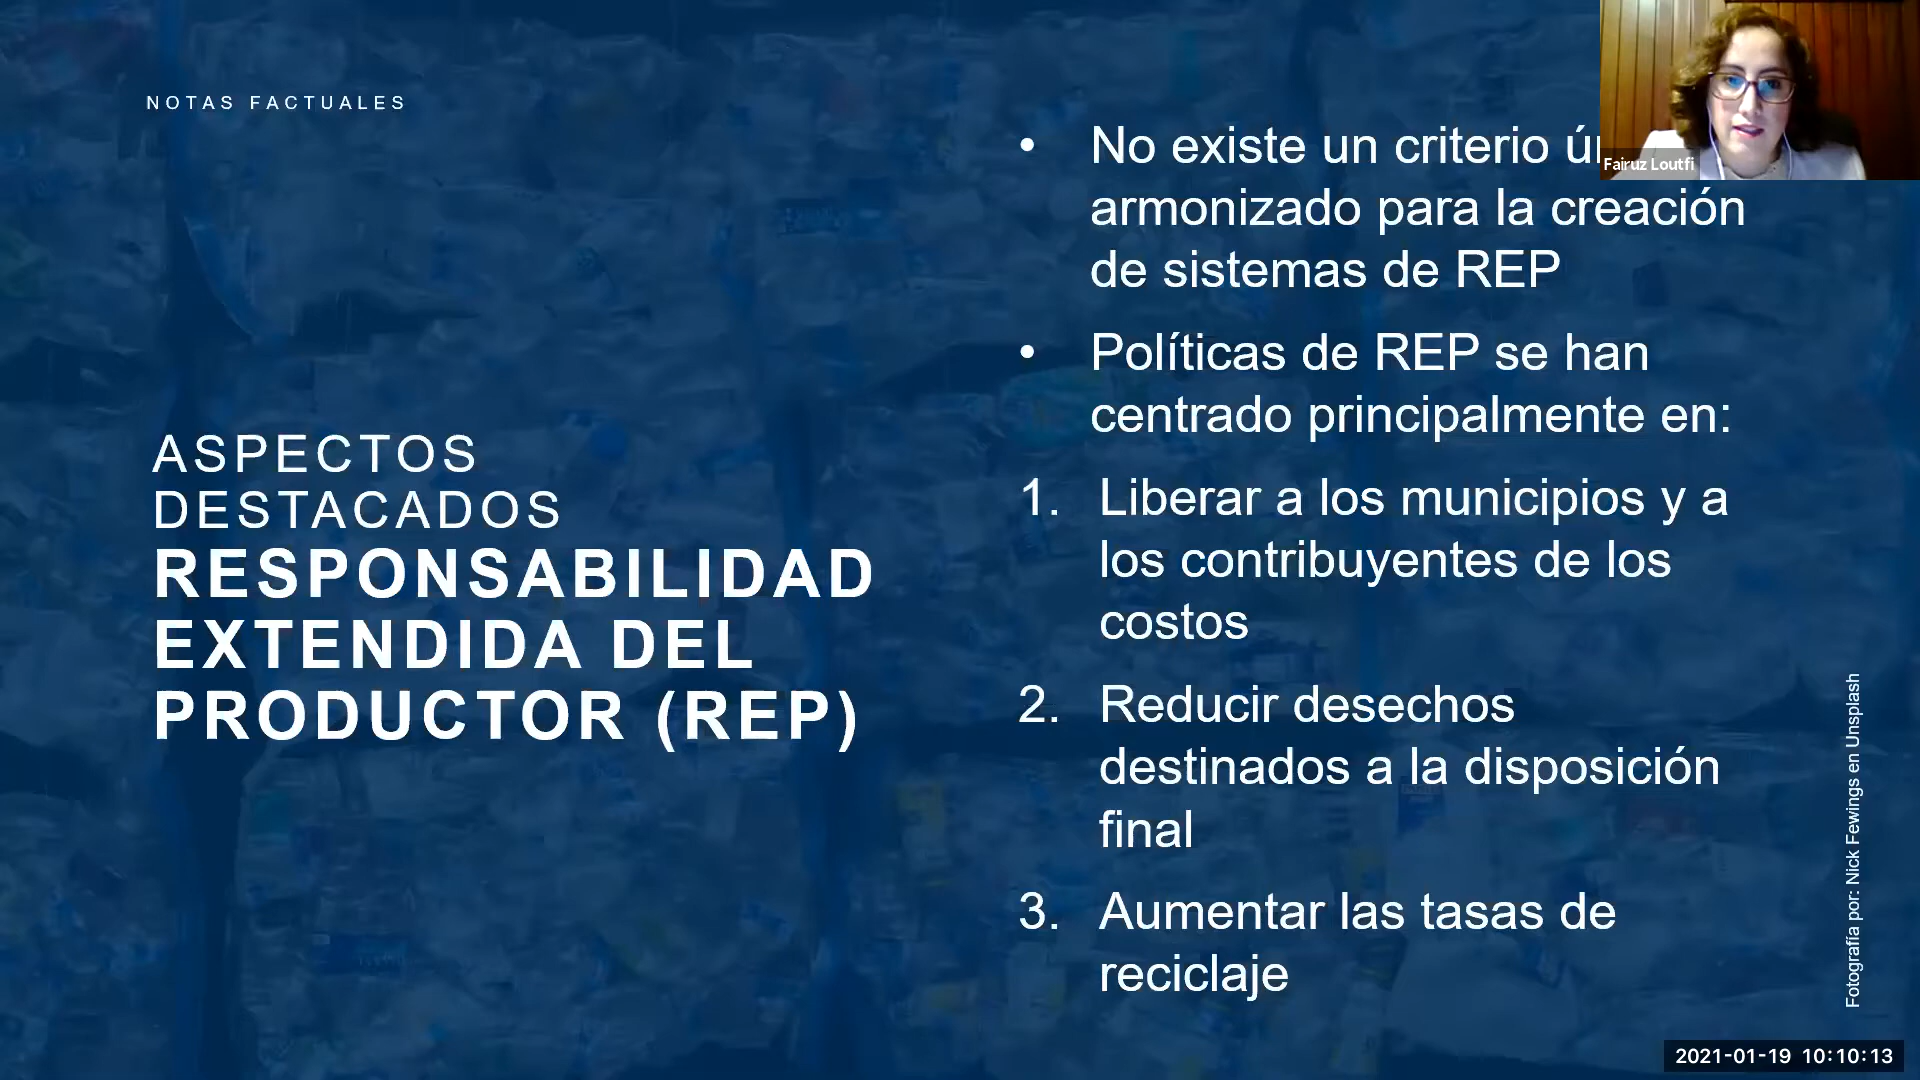 NOTAS FACTUALES
ASPECTOS
DESTACADOS
RESPONSABILIDAD
EXTENDIDA DEL
PRODUCTOR (REP)
• No existe un criterio
armonizado para la creación
de sistemas de REP
• Políticas de REP se han
centrado principalmente en:
1. Liberar a los municipios y a
los contribuyentes de los
costos
2. Reducir desechos
destinados a la disposición
final
3. Aumentar las tasas de
reciclaje
Fairuz Loutfi
Fotografía por: Nick Fewings en Unsplash
2021-01-19 10:10:13